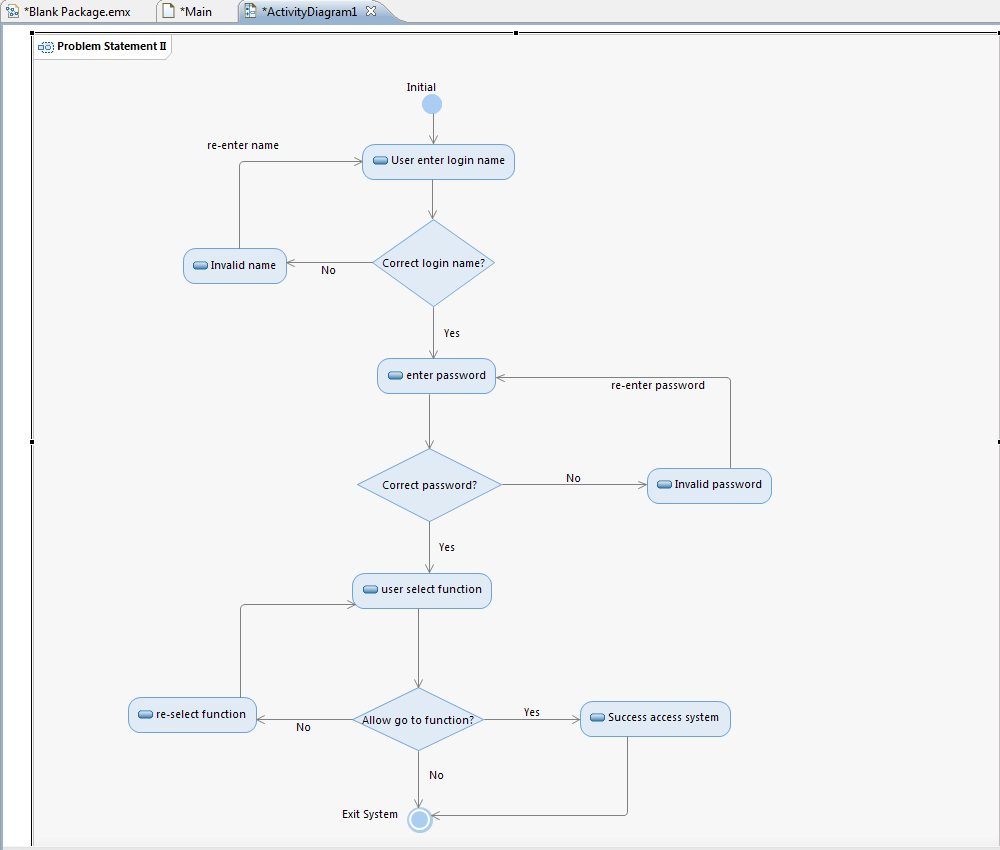 *Blank Package.emx
*Main
*ActivityDiagram1
Problem Statement II
Initial
re-enter name
User enter login name
Invalid name
No
Correct login name?
Yes
enter password
re-enter password
Correct password?
No
Invalid password
Yes
user select function
re-select function
No
Allow go to function?
Yes
Success access system
No
Exit System